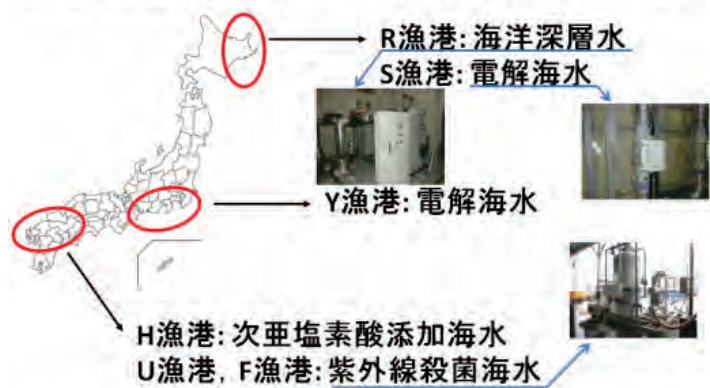 R漁港: 海洋深層水
S漁港: 電解海水
Y漁港: 電解海水
H漁港: 次亜塩素酸添加海水
U漁港, F漁港: 紫外線殺菌海水